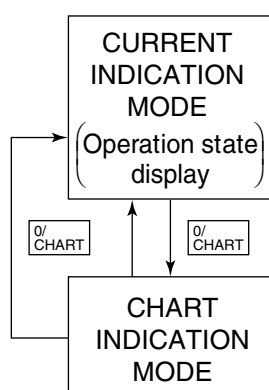 CURRENT
INDICATION
MODE
(Operation state
display)
0/
CHART
0/
CHART
CHART
INDICATION
MODE